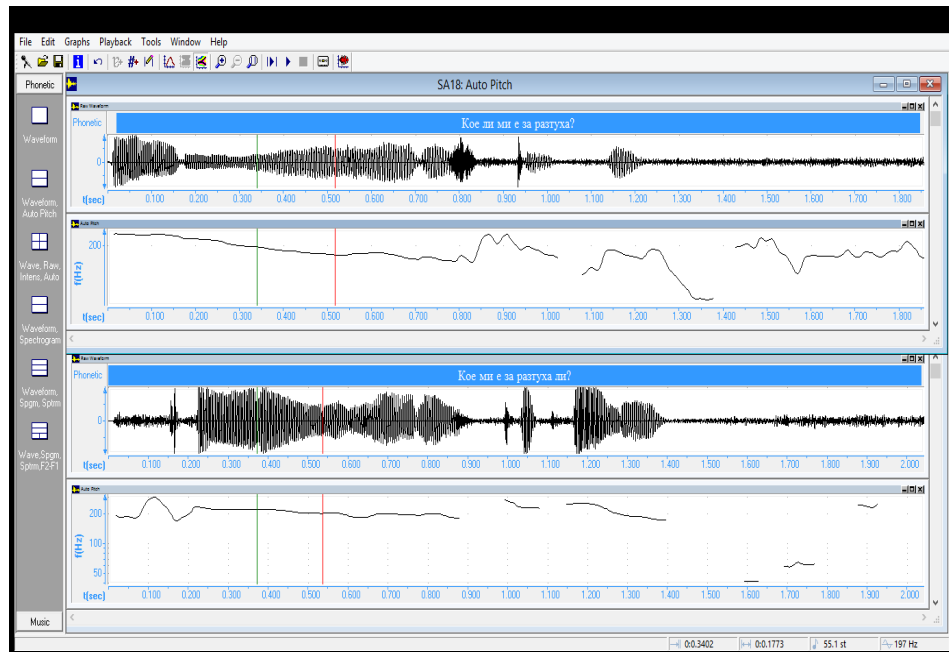 File Edit Graphs Playback Tools Window Help
Phonetic
SA18: Auto Pitch
Waveform
Waveform,
Auto Pitch
Wave, Raw,
Intens, Auto
Waveform,
Spectrogram
Waveform,
Spgm, Sptrm
Wave,Spgm,
Sptrm,F2-F1
Music
Raw Waveform
Phonetic
Кое ли ми е за разтуха?
0
t(sec) 0.100 0.200 0.300 0.400 0.500 0.600 0.700 0.800 0.900 1.000 1.100 1.200 1.300 1.400 1.500 1.600 1.700 1.800
Auto Pitch
200
f(Hz)
t(sec) 0.100 0.200 0.300 0.400 0.500 0.600 0.700 0.800 0.900 1.000 1.100 1.200 1.300 1.400 1.500 1.600 1.700 1.800
Raw Waveform
Phonetic
Кое ми е за разтуха ли?
0
t(sec) 0.100 0.200 0.300 0.400 0.500 0.600 0.700 0.800 0.900 1.000 1.100 1.200 1.300 1.400 1.500 1.600 1.700 1.800 1.900 2.000
Auto Pitch
200
100
50
f(Hz)
t(sec) 0.100 0.200 0.300 0.400 0.500 0.600 0.700 0.800 0.900 1.000 1.100 1.200 1.300 1.400 1.500 1.600 1.700 1.800 1.900 2.000
0:0.3402 0:0.1773 55.1 st 197 Hz